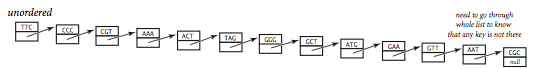 unordered
need to go through
whole list to know
that any key is not there
TTC
CCC
CGT
AAA
ACT
TAG
GGG
GCT
ATG
GAA
GTT
AAT
CGC
null